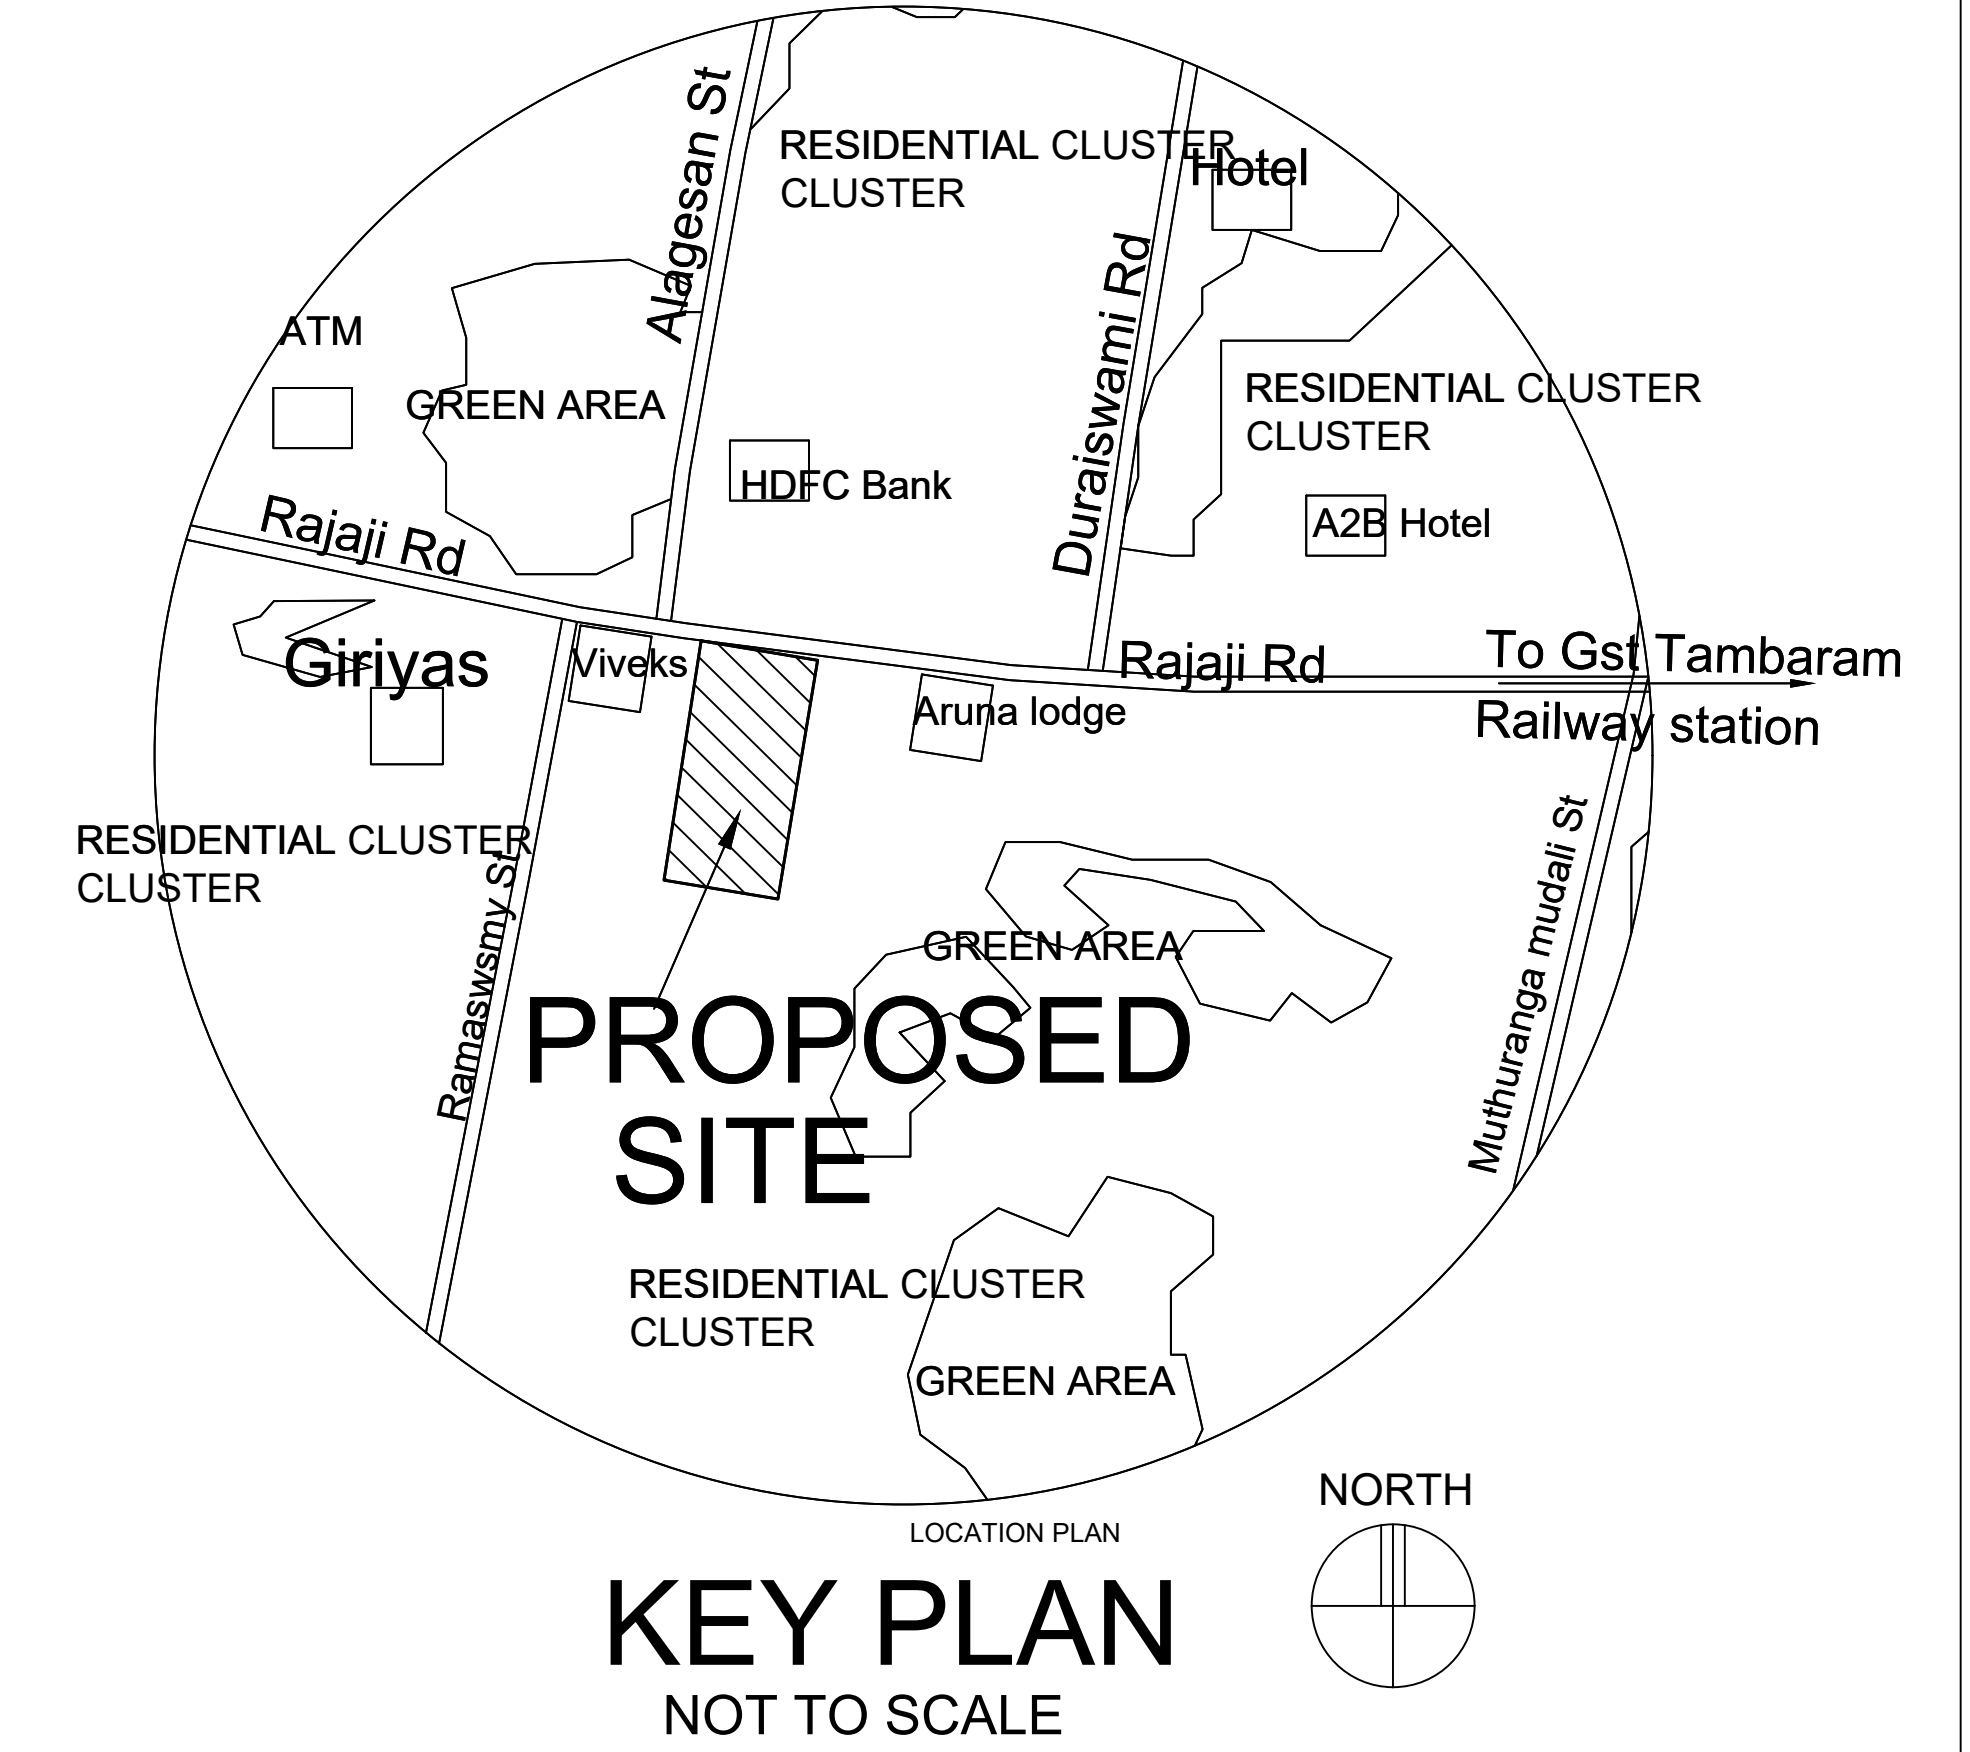 Alagesan St
RESIDENTIAL CLUSTER
CLUSTER
Hotel
Duraiswami Rd
ATM
GREEN AREA
RESIDENTIAL CLUSTER
CLUSTER
HDFC Bank
A2B Hotel
Rajaji Rd
Giriyas
Viveks
Rajaji Rd
To Gst Tambaram
Railway station
Aruna lodge
RESIDENTIAL CLUSTER
CLUSTER
Ramaswsmy St
Muthuranga mudali St
GREEN AREA
PROPOSED
SITE
RESIDENTIAL CLUSTER
CLUSTER
GREEN AREA
NORTH
LOCATION PLAN
KEY PLAN
NOT TO SCALE